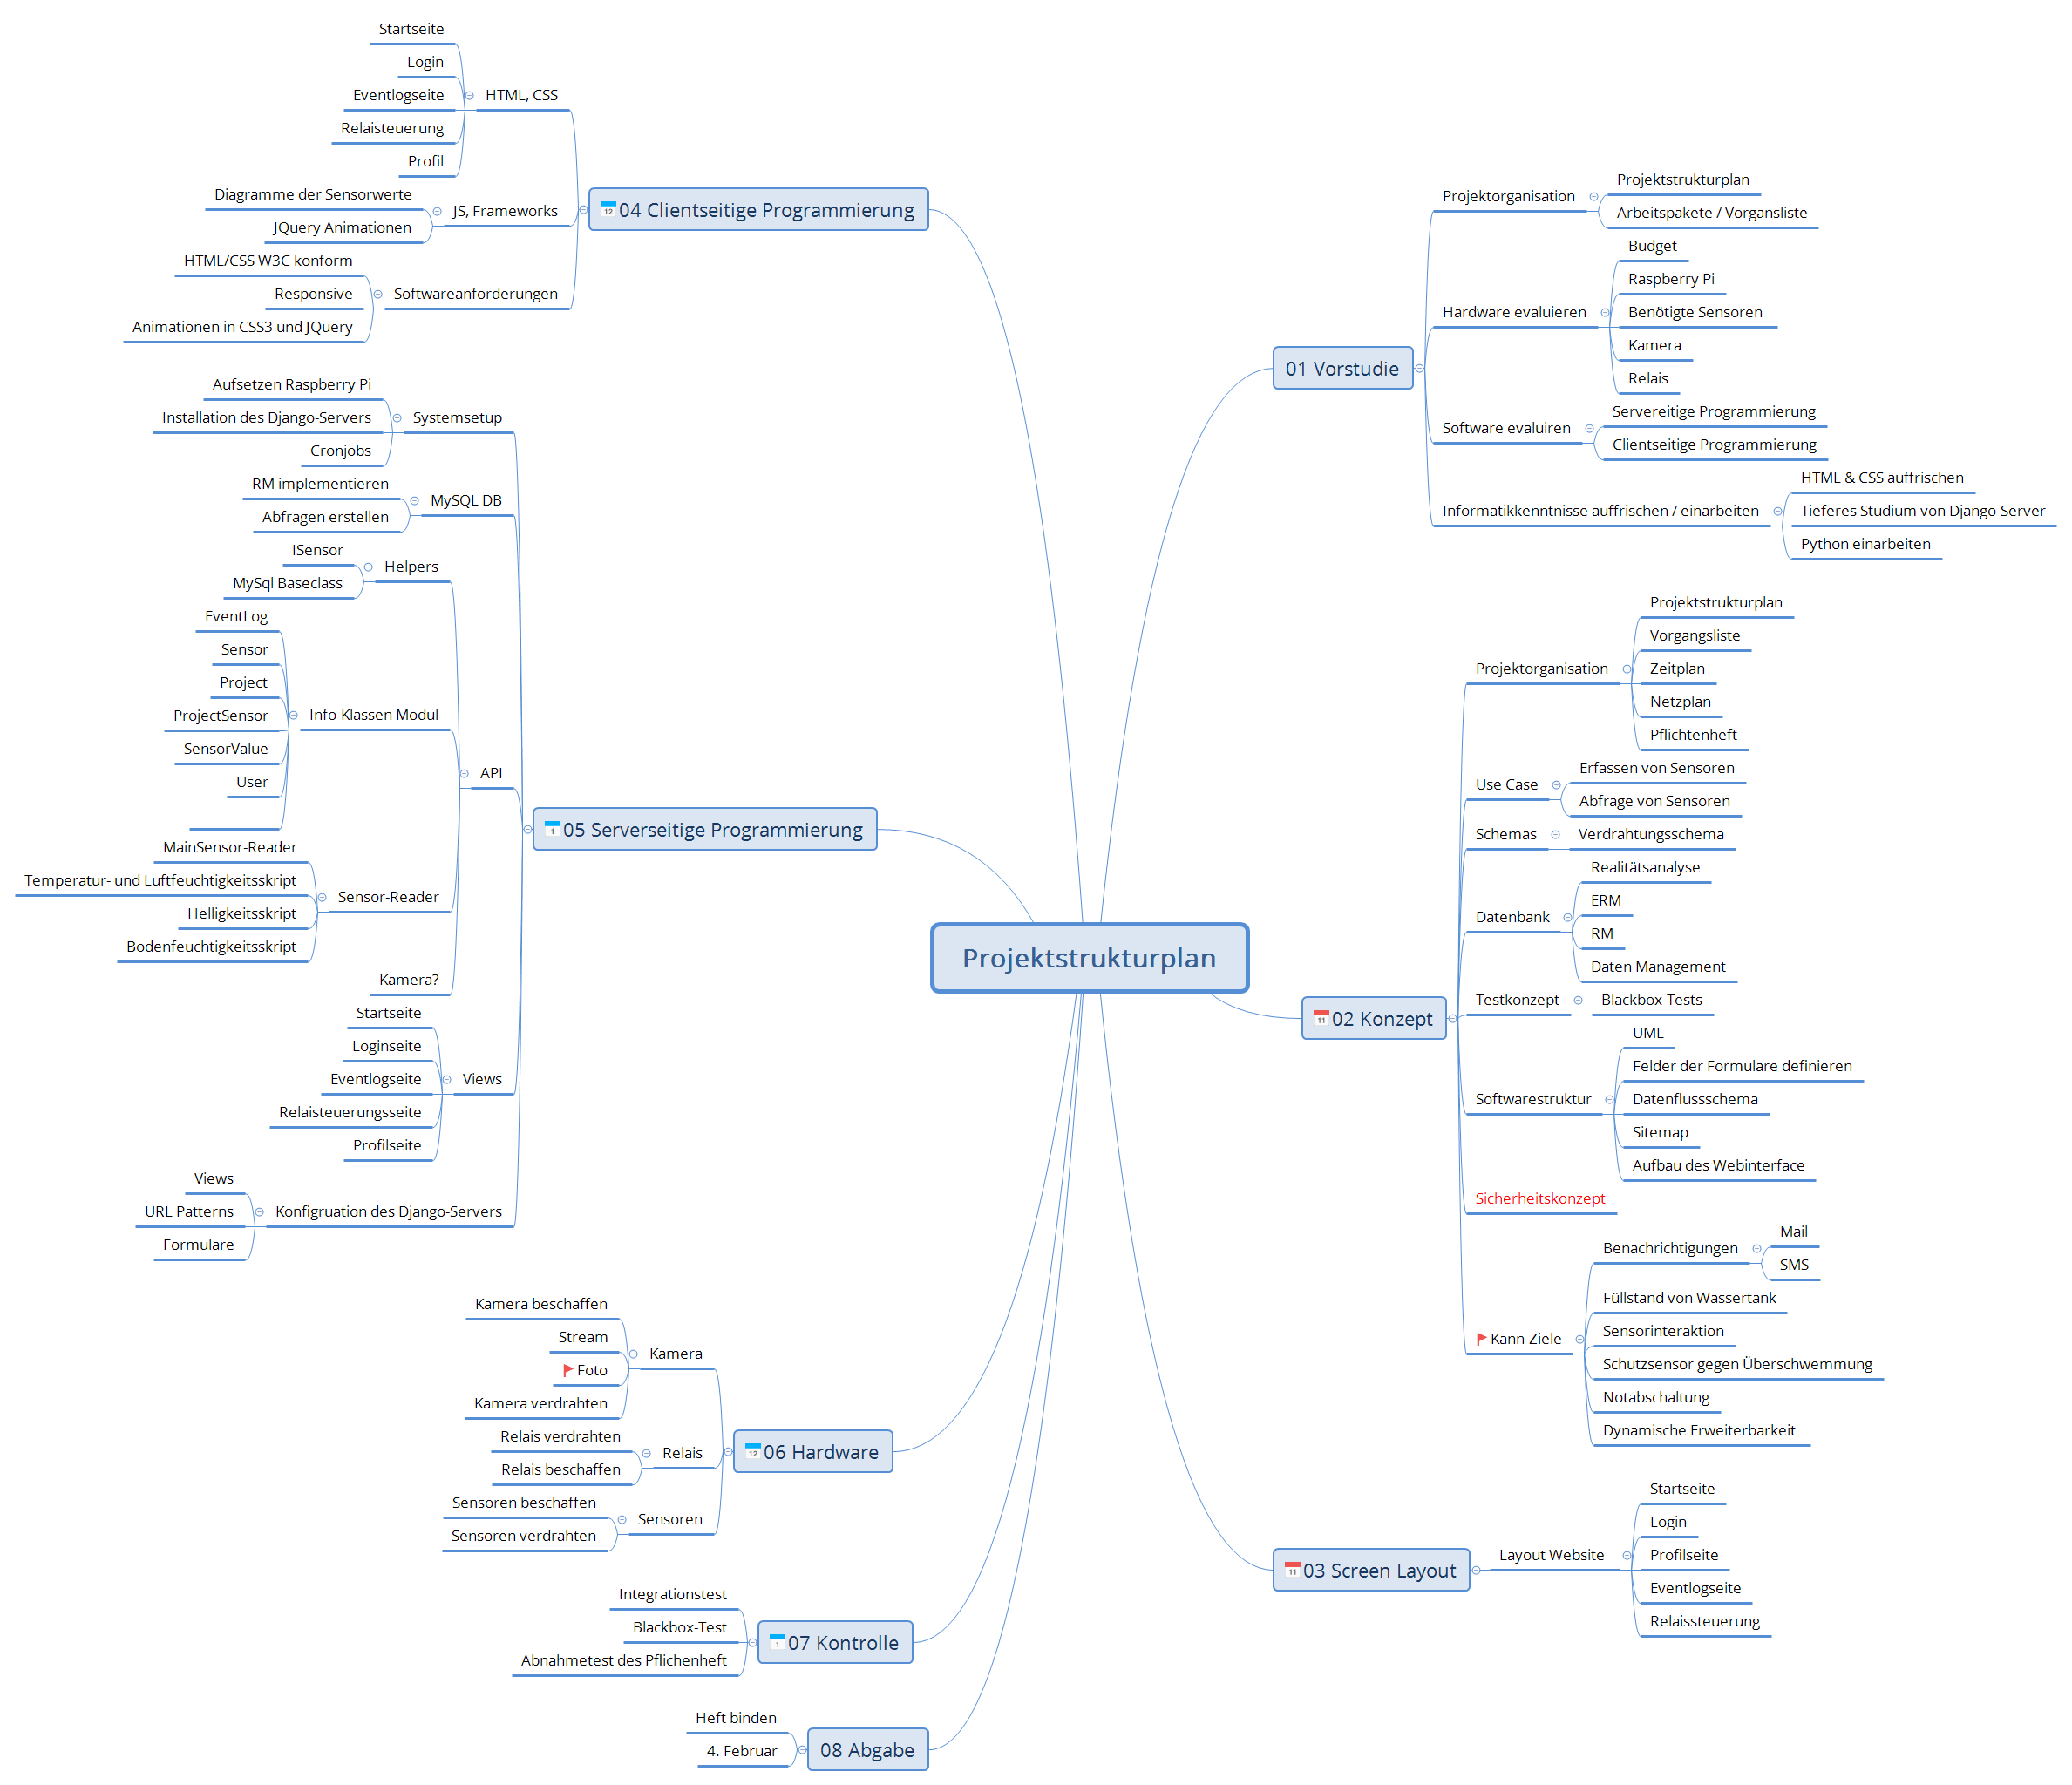 Projektstrukturplan
01 Vorstudie
Projektorganisation
Projektstrukturplan
Arbeitspakete / Vorgansliste
Hardware evaluieren
Budget
Raspberry Pi
Benötigte Sensoren
Kamera
Relais
Software evaluiren
Servereitige Programmierung
Clientseitige Programmierung
Informatikkenntnisse auffrischen / einarbeiten
HTML & CSS auffrischen
Tieferes Studium von Django-Server
Python einarbeiten
11 02 Konzept
Projektorganisation
Projektstrukturplan
Vorgangsliste
Zeitplan
Netzplan
Pflichtenheft
Use Case
Erfassen von Sensoren
Abfrage von Sensoren
Schemas
Verdrahtungsschema
Datenbank
Realitätsanalyse
ERM
RM
Daten Management
Testkonzept
Blackbox-Tests
Softwarestruktur
UML
Felder der Formulare definieren
Datenflussschema
Sitemap
Aufbau des Webinterface
Sicherheitskonzept
Kann-Ziele
Benachrichtigungen
Mail
SMS
Füllstand von Wassertank
Sensorinteraktion
Schutzsensor gegen Überschwemmung
Notabschaltung
Dynamische Erweiterbarkeit
11 03 Screen Layout
Layout Website
Startseite
Login
Profilseite
Eventlogseite
Relaissteuerung
12 04 Clientseitige Programmierung
HTML, CSS
Startseite
Login
Eventlogseite
Relaisteuerung
Profil
JS, Frameworks
Diagramme der Sensorwerte
JQuery Animationen
Softwareanforderungen
HTML/CSS W3C konform
Responsive
Animationen in CSS3 und JQuery
1 05 Serverseitige Programmierung
Systemsetup
Aufsetzen Raspberry Pi
Installation des Django-Servers
Cronjobs
MySQL DB
RM implementieren
Abfragen erstellen
API
Helpers
ISensor
MySql Baseclass
Info-Klassen Modul
EventLog
Sensor
Project
ProjectSensor
SensorValue
User
Sensor-Reader
MainSensor-Reader
Temperatur- und Luftfeuchtigkeitsskript
Helligkeitsskript
Bodenfeuchtigkeitsskript
Kamera?
Views
Startseite
Loginseite
Eventlogseite
Relaisteuerungsseite
Profilseite
Konfigruation des Django-Servers
Views
URL Patterns
Formulare
12 06 Hardware
Kamera
Kamera beschaffen
Stream
Foto
Kamera verdrahten
Relais
Relais verdrahten
Relais beschaffen
Sensoren
Sensoren beschaffen
Sensoren verdrahten
1 07 Kontrolle
Integrationstest
Blackbox-Test
Abnahmetest des Pflichenheft
08 Abgabe
Heft binden
4. Februar